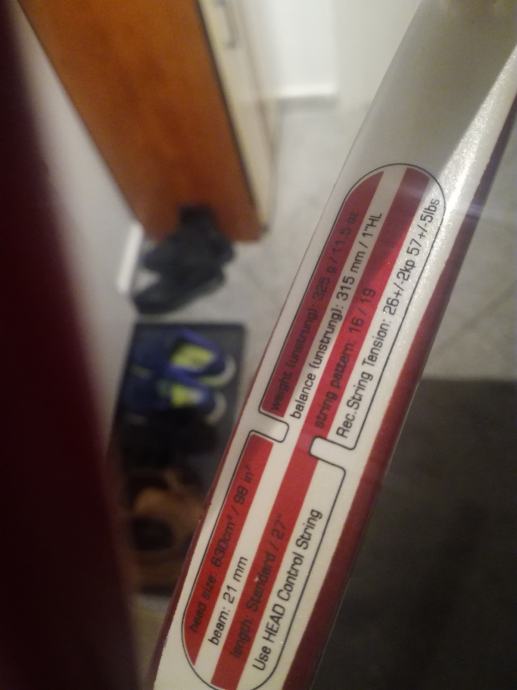 head size: 630cm² / 98 in²
beam: 21 mm
length: Standard / 27"
Use HEAD Control String
weight (unstrung): 325 g / 11.5 oz
balance (unstrung): 315 mm / 1"HL
string pattern: 16 / 19
Rec.String Tension: 26+/-2kp 57+/-5lbs